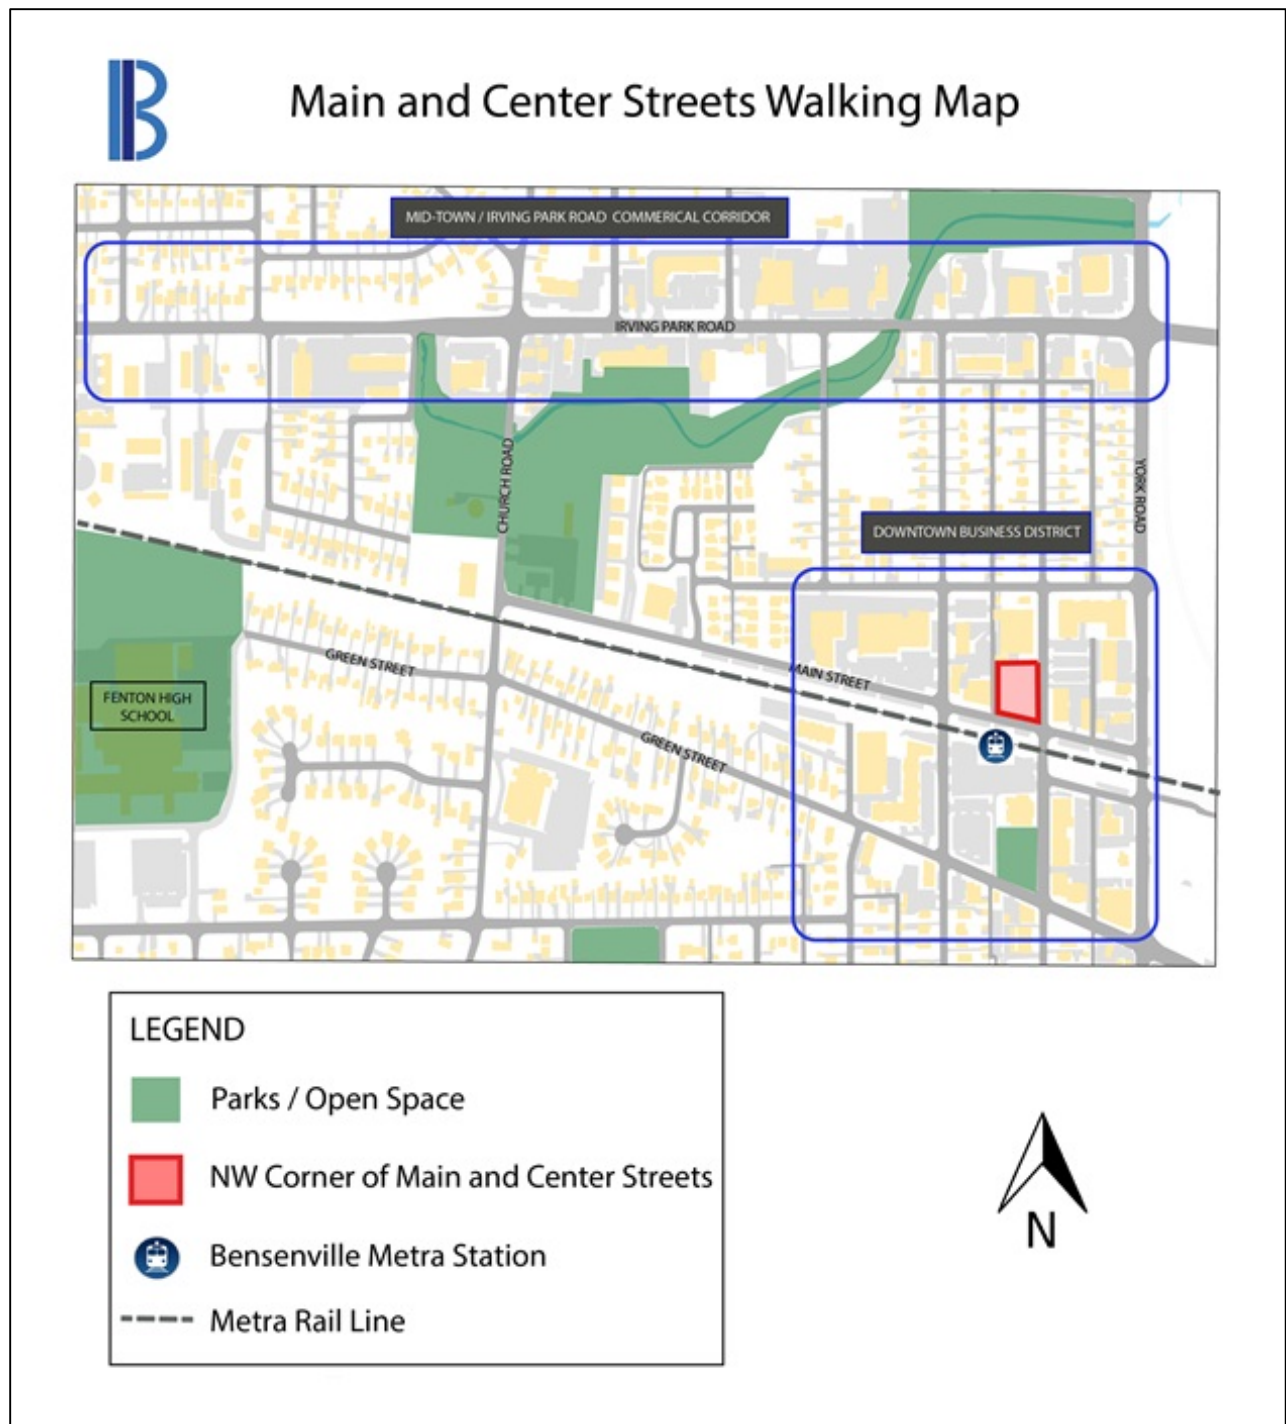 B
Main and Center Streets Walking Map
MID-TOWN / IRVING PARK ROAD  COMMERICAL CORRIDOR
IRVING PARK ROAD
CHURCH ROAD
YORK ROAD
DOWNTOWN BUSINESS DISTRICT
GREEN STREET
MAIN STREET
FENTON HIGH
SCHOOL
GREEN STREET
LEGEND
Parks / Open Space
NW Corner of Main and Center Streets
Bensenville Metra Station
Metra Rail Line
N